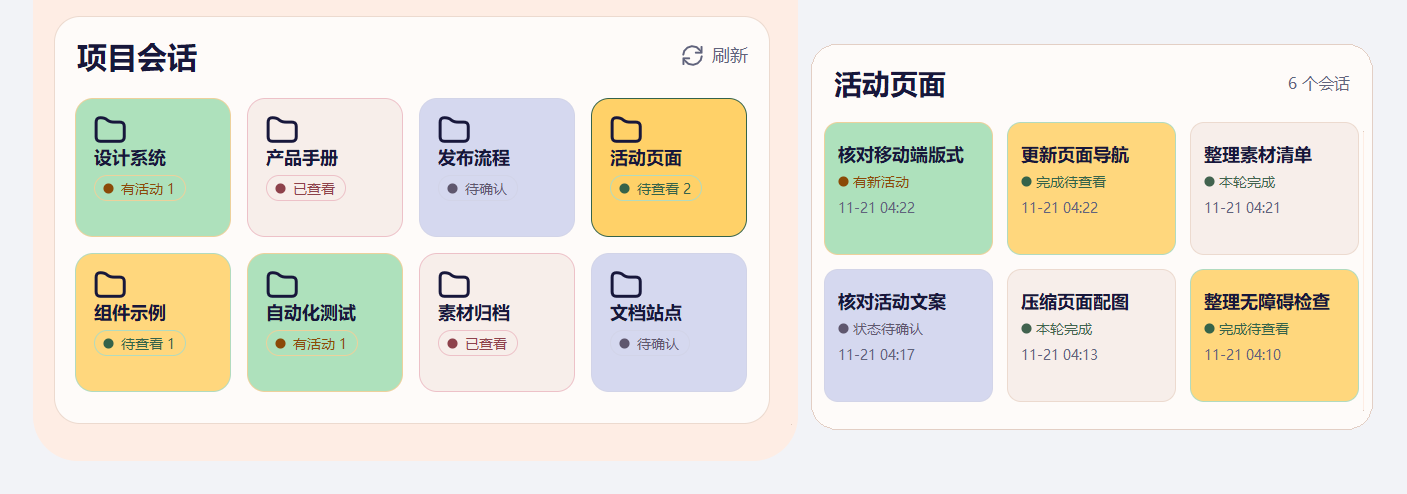 项目会话
刷新
设计系统
有活动 1
产品手册
已查看
发布流程
待确认
活动页面
待查看 2
组件示例
待查看 1
自动化测试
有活动 1
素材归档
已查看
文档站点
待确认
活动页面
6 个会话
核对移动端版式
有新活动
11-21 04:22
更新页面导航
完成待查看
11-21 04:22
整理素材清单
本轮完成
11-21 04:21
核对活动文案
状态待确认
11-21 04:17
压缩页面配图
本轮完成
11-21 04:13
整理无障碍检查
完成待查看
11-21 04:10